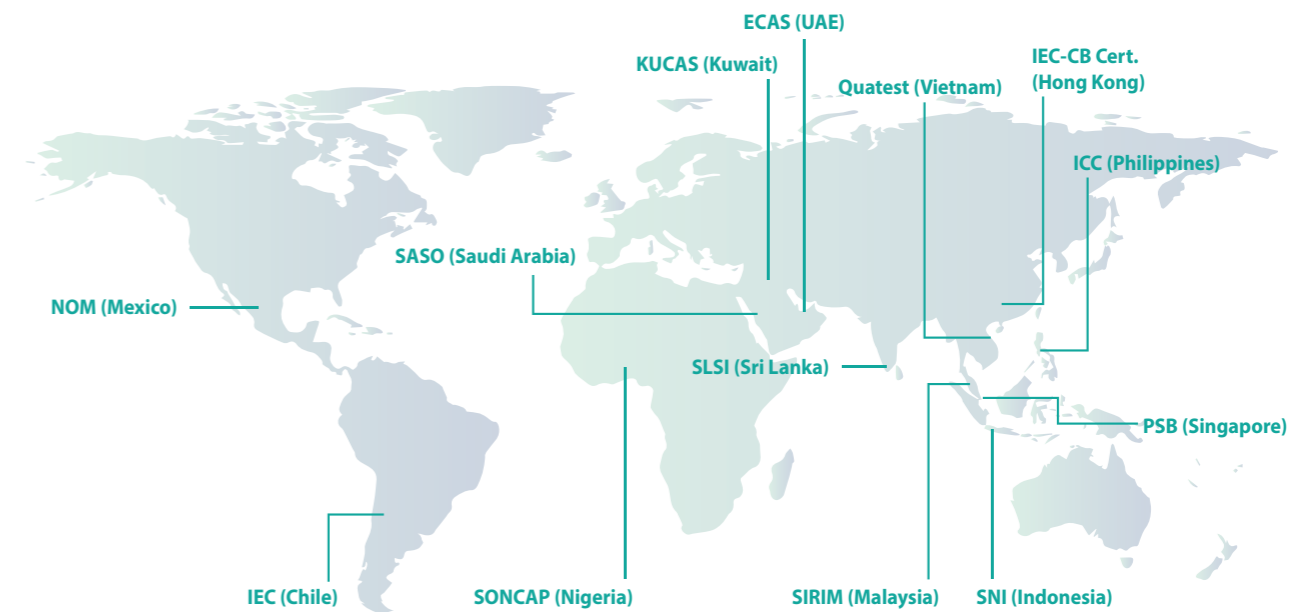 ECAS (UAE)
KUCAS (Kuwait)
IEC-CB Cert.
(Hong Kong)
Quatest (Vietnam)
ICC (Philippines)
SASO (Saudi Arabia)
NOM (Mexico)
SLSI (Sri Lanka)
PSB (Singapore)
IEC (Chile)
SONCAP (Nigeria)
SIRIM (Malaysia)
SNI (Indonesia)